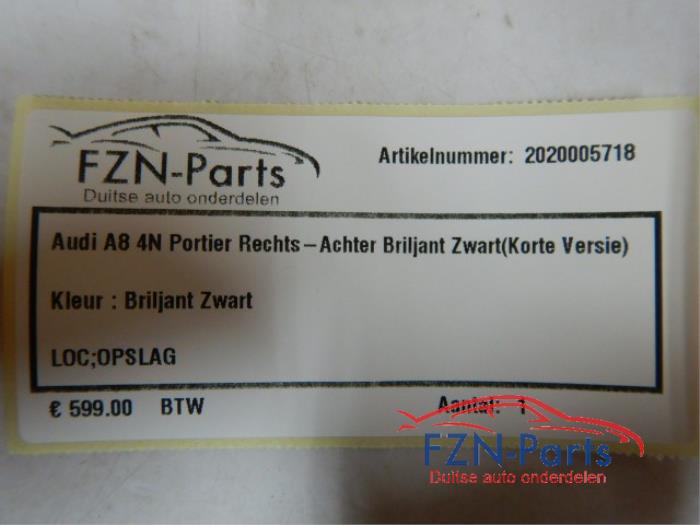 FZN-Parts
Duitse auto onderdelen
Artikelnummer: 2020005718
Audi A8 4N Portier Rechts-Achter Briljant Zwart(Korte Versie)
Kleur : Briljant Zwart
LOC;OPSLAG
€ 599.00 BTW
Aantal: 1
FZN-Parts
Duitse auto onderdelen